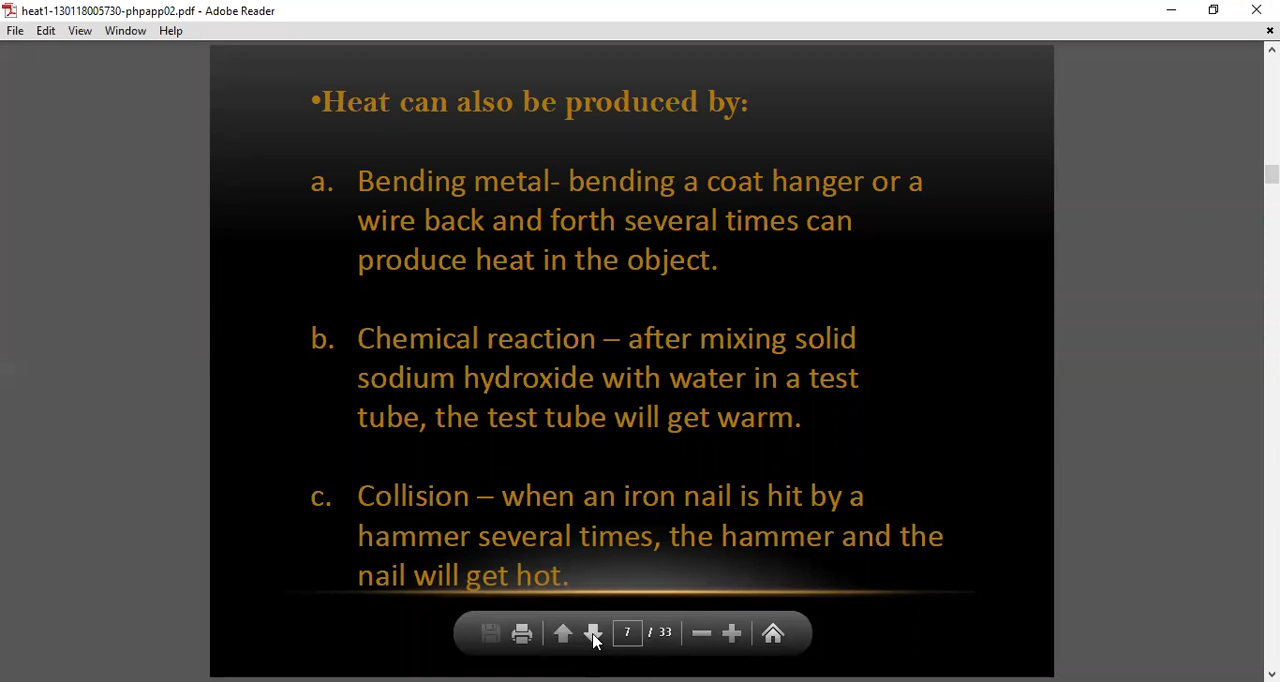 heat1-130118005730-phpapp02.pdf - Adobe Reader
File Edit View Window Help
•Heat can also be produced by:
a. Bending metal- bending a coat hanger or a
wire back and forth several times can
produce heat in the object.
b. Chemical reaction – after mixing solid
sodium hydroxide with water in a test
tube, the test tube will get warm.
c. Collision – when an iron nail is hit by a
hammer several times, the hammer and the
nail will get hot.
7 / 33